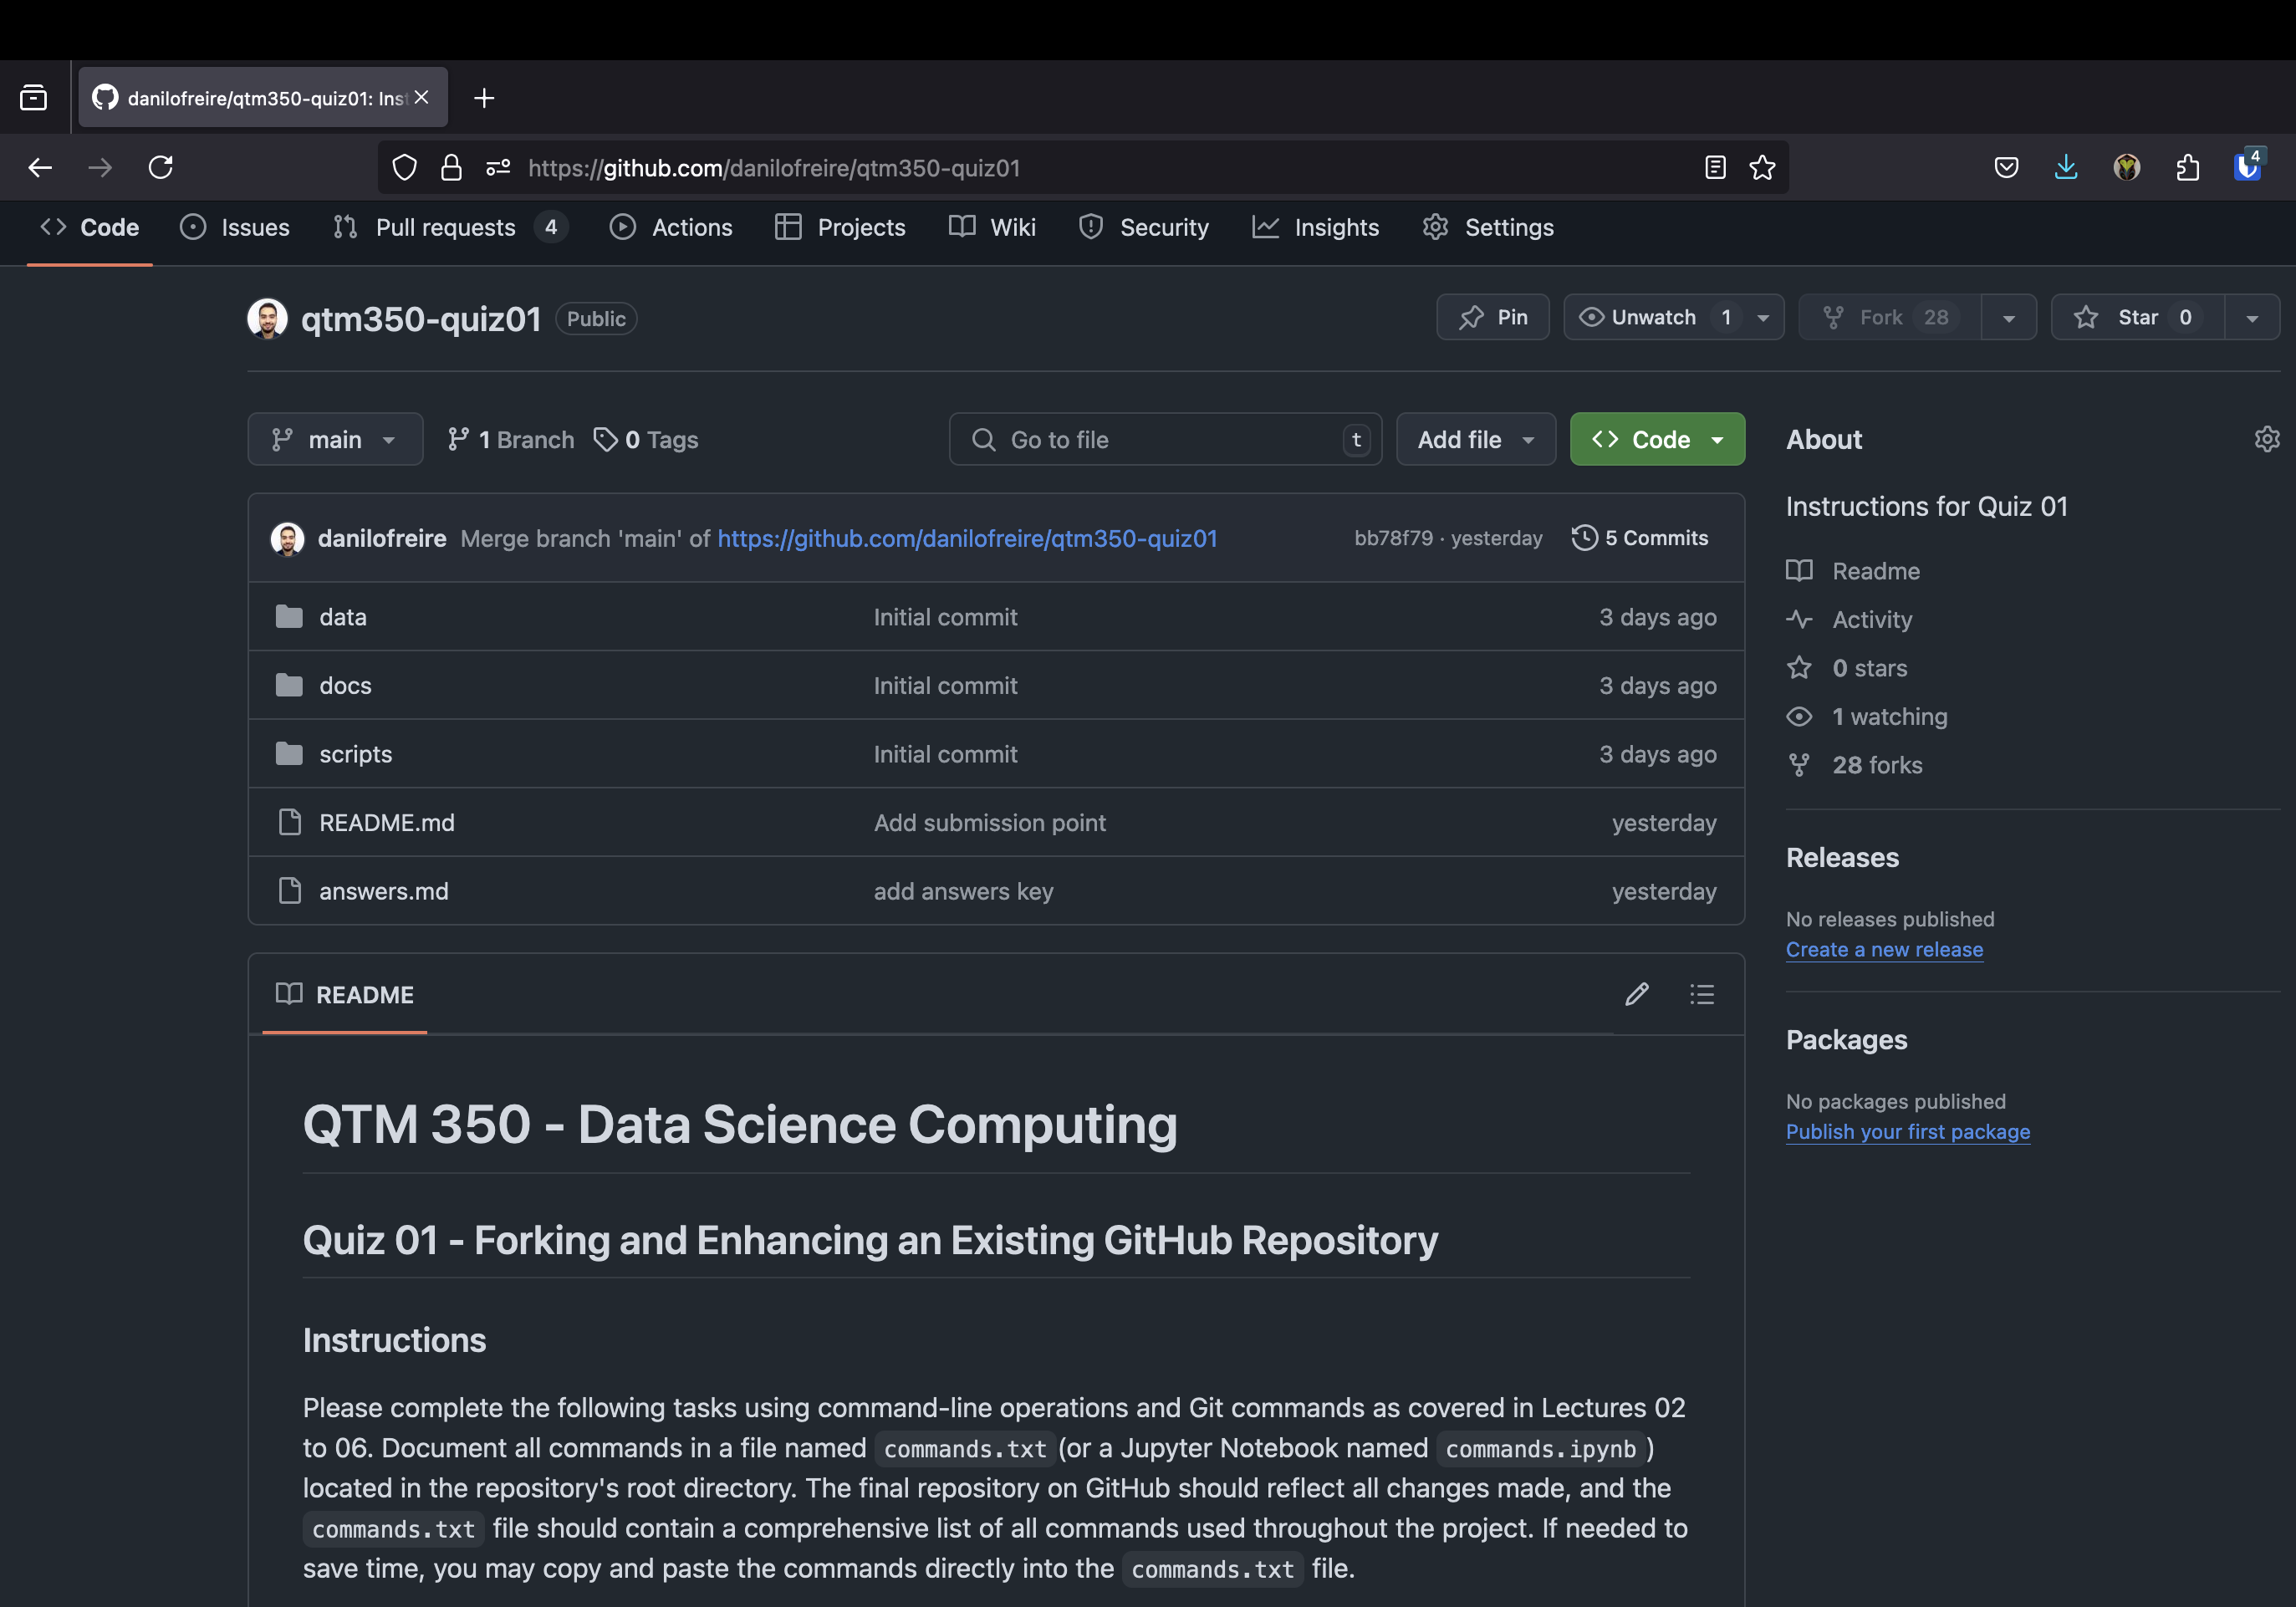 danilofreire/qtm350-quiz01: Inst
https://github.com/danilofreire/qtm350-quiz01
4
Code
Issues
Pull requests 4
Actions
Projects
Wiki
Security
Insights
Settings
qtm350-quiz01 Public
Pin
Unwatch 1
Fork 28
Star 0
main
1 Branch
0 Tags
Go to file t
Add file
Code
danilofreire Merge branch 'main' of https://github.com/danilofreire/qtm350-quiz01 bb78f79 · yesterday 5 Commits
data Initial commit 3 days ago
docs Initial commit 3 days ago
scripts Initial commit 3 days ago
README.md Add submission point yesterday
answers.md add answers key yesterday
README
QTM 350 - Data Science Computing
Quiz 01 - Forking and Enhancing an Existing GitHub Repository
Instructions
Please complete the following tasks using command-line operations and Git commands as covered in Lectures 02
to 06. Document all commands in a file named commands.txt (or a Jupyter Notebook named commands.ipynb )
located in the repository's root directory. The final repository on GitHub should reflect all changes made, and the
commands.txt file should contain a comprehensive list of all commands used throughout the project. If needed to
save time, you may copy and paste the commands directly into the commands.txt file.
About
Instructions for Quiz 01
Readme
Activity
0 stars
1 watching
28 forks
Releases
No releases published
Create a new release
Packages
No packages published
Publish your first package